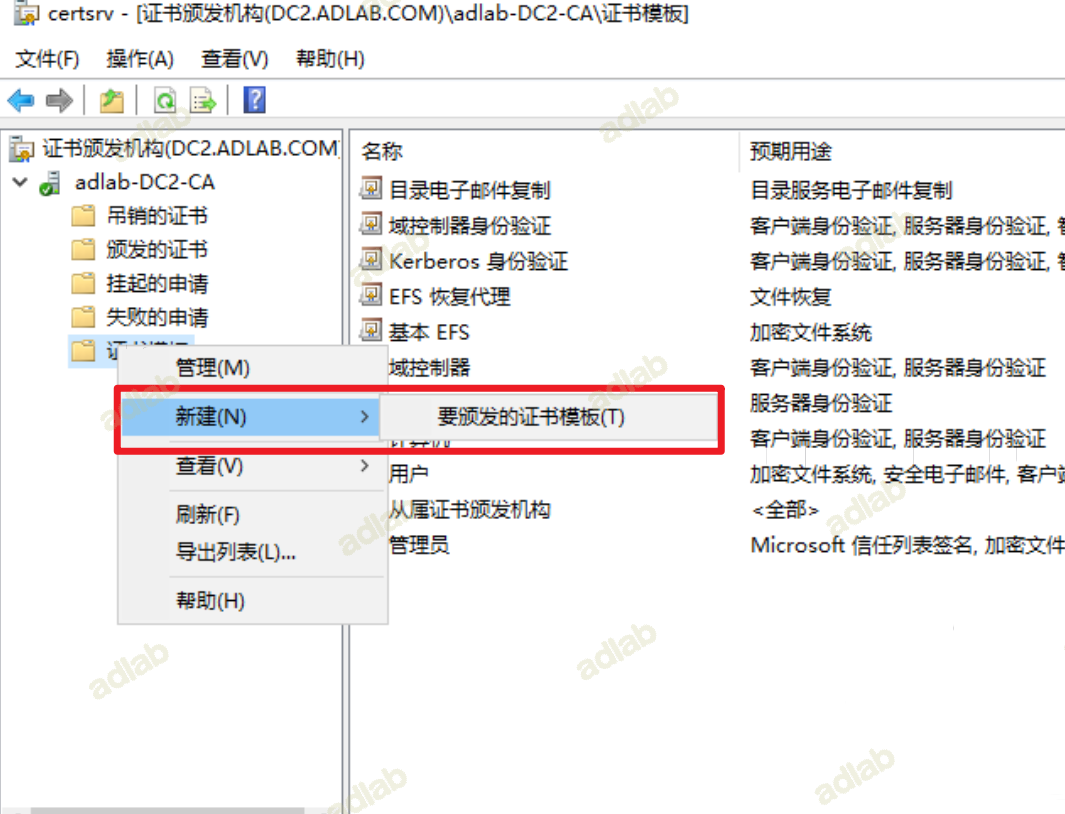 certsrv - [证书颁发机构(DC2.ADLAB.COM)\adlab-DC2-CA\证书模板]
文件(F) 操作(A) 查看(V) 帮助(H)
证书颁发机构(DC2.ADLAB.COM)
adlab-DC2-CA
吊销的证书
颁发的证书
挂起的申请
失败的申请
管理(M)
新建(N)
要颁发的证书模板(T)
查看(V)
刷新(F)
导出列表(L)...
帮助(H)
名称 预期用途
目录电子邮件复制 目录服务电子邮件复制
域控制器身份验证 客户端身份验证, 服务器身份验证,
Kerberos 身份验证 客户端身份验证, 服务器身份验证,
EFS 恢复代理 文件恢复
基本 EFS 加密文件系统
域控制器 客户端身份验证, 服务器身份验证
服务器身份验证
客户端身份验证, 服务器身份验证
用户 加密文件系统, 安全电子邮件, 客户端
从属证书颁发机构 <全部>
管理员 Microsoft 信任列表签名, 加密文件
adlab
adlab
adlab
adlab
adlab
adlab
adlab
adlab
adlab
adlab
adlab
adlab